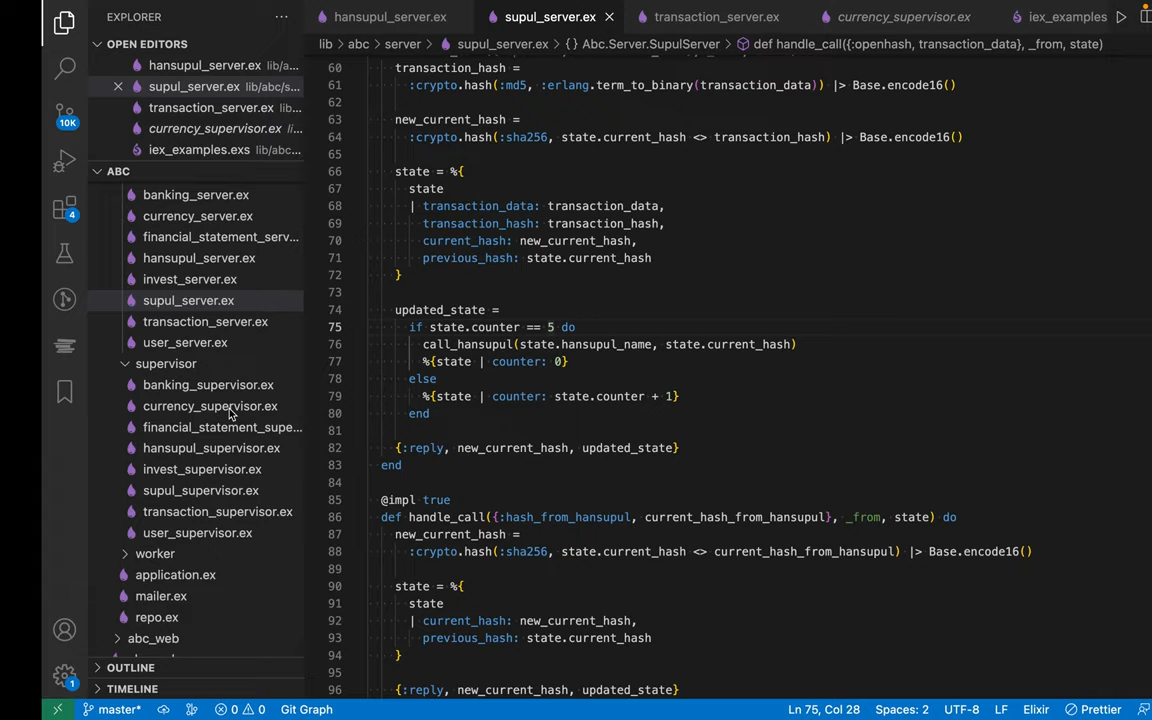 EXPLORER
hansupul_server.ex
supul_server.ex
transaction_server.ex
currency_supervisor.ex
iex_examples
OPEN EDITORS
hansupul_server.ex lib/a...
supul_server.ex lib/abc/s...
transaction_server.ex lib...
currency_supervisor.ex li...
iex_examples.exs lib/abc...
ABC
banking_server.ex
currency_server.ex
financial_statement_serv...
hansupul_server.ex
invest_server.ex
supul_server.ex
transaction_server.ex
user_server.ex
supervisor
banking_supervisor.ex
currency_supervisor.ex
financial_statement_supe...
hansupul_supervisor.ex
invest_supervisor.ex
supul_supervisor.ex
transaction_supervisor.ex
user_supervisor.ex
worker
application.ex
mailer.ex
repo.ex
abc_web
OUTLINE
TIMELINE
10K
4
1
lib > abc > server > supul_server.ex > {} Abc.Server.SupulServer > def handle_call({:openhash, transaction_data}, _from, state)
60 transaction_hash =
61 :crypto.hash(:md5, :erlang.term_to_binary(transaction_data)) |> Base.encode16()
62
63 new_current_hash =
64 :crypto.hash(:sha256, state.current_hash <> transaction_hash) |> Base.encode16()
65
66 state = %{
67 state
68 | transaction_data: transaction_data,
69 transaction_hash: transaction_hash,
70 current_hash: new_current_hash,
71 previous_hash: state.current_hash
72 }
73
74 updated_state =
75 if state.counter == 5 do
76 call_hansupul(state.hansupul_name, state.current_hash)
77 %{state | counter: 0}
78 else
79 %{state | counter: state.counter + 1}
80 end
81
82 {:reply, new_current_hash, updated_state}
83 end
84
85 @impl true
86 def handle_call({:hash_from_hansupul, current_hash_from_hansupul}, _from, state) do
87 new_current_hash =
88 :crypto.hash(:sha256, state.current_hash <> current_hash_from_hansupul) |> Base.encode16()
89
90 state = %{
91 state
92 | current_hash: new_current_hash,
93 previous_hash: state.current_hash
94 }
95
96 {:reply, new_current_hash, updated_state}
master* 0 0 Git Graph Ln 75, Col 28 Spaces: 2 UTF-8 LF Elixir Prettier